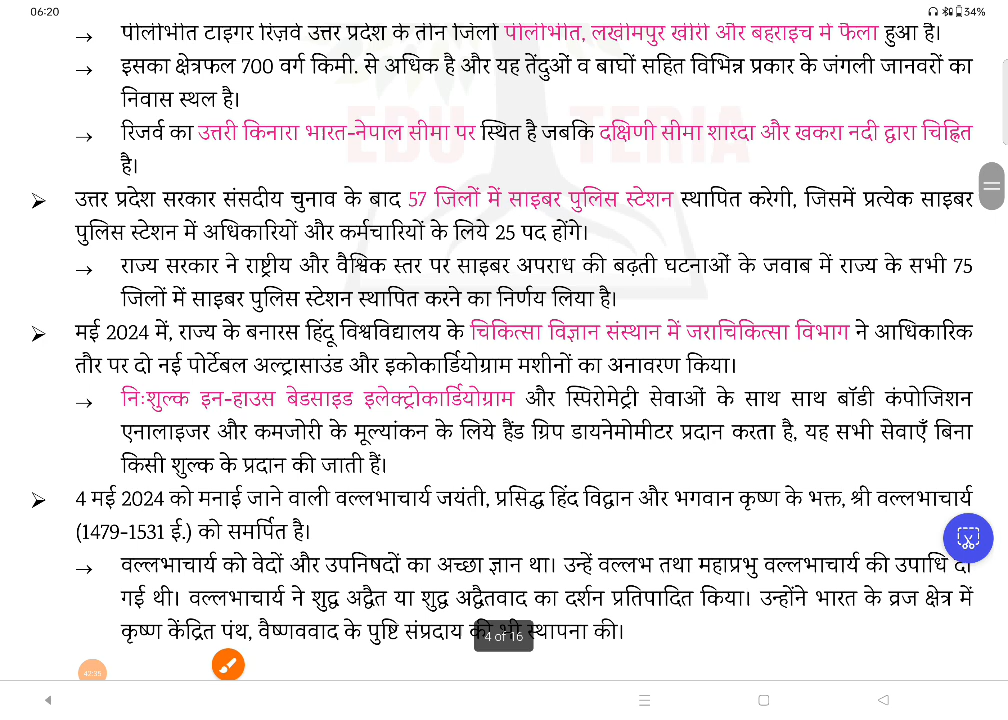 06:20
34%
→ पीलीभीत टाइगर रिज़र्व उत्तर प्रदेश के तीन जिलों पीलीभीत, लखीमपुर खीरी और बहराइच में फैला हुआ है।
→ इसका क्षेत्रफल 700 वर्ग किमी. से अधिक है और यह तेंदुओं व बाघों सहित विभिन्न प्रकार के जंगली जानवरों का
निवास स्थल है।
→ रिजर्व का उत्तरी किनारा भारत-नेपाल सीमा पर स्थित है जबकि दक्षिणी सीमा शारदा और खकरा नदी द्वारा चिह्नित
है।
EDUTERIA
➤ उत्तर प्रदेश सरकार संसदीय चुनाव के बाद 57 जिलों में साइबर पुलिस स्टेशन स्थापित करेगी, जिसमें प्रत्येक साइबर
पुलिस स्टेशन में अधिकारियों और कर्मचारियों के लिये 25 पद होंगे।
→ राज्य सरकार ने राष्ट्रीय और वैश्विक स्तर पर साइबर अपराध की बढ़ती घटनाओं के जवाब में राज्य के सभी 75
जिलों में साइबर पुलिस स्टेशन स्थापित करने का निर्णय लिया है।
➤ मई 2024 में, राज्य के बनारस हिंदू विश्वविद्यालय के चिकित्सा विज्ञान संस्थान में जराचिकित्सा विभाग ने आधिकारिक
तौर पर दो नई पोर्टेबल अल्ट्रासाउंड और इकोकार्डियोग्राम मशीनों का अनावरण किया।
→ निःशुल्क इन-हाउस बेडसाइड इलेक्ट्रोकार्डियोग्राम और स्पिरोमेट्री सेवाओं के साथ साथ बॉडी कंपोजिशन
एनालाइजर और कमजोरी के मूल्यांकन के लिये हैंड ग्रिप डायनेमोमीटर प्रदान करता है, यह सभी सेवाएँ बिना
किसी शुल्क के प्रदान की जाती हैं।
➤ 4 मई 2024 को मनाई जाने वाली वल्लभाचार्य जयंती, प्रसिद्ध हिंद विद्वान और भगवान कृष्ण के भक्त, श्री वल्लभाचार्य
(1479-1531 ई.) को समर्पित है।
→ वल्लभाचार्य को वेदों और उपनिषदों का अच्छा ज्ञान था। उन्हें वल्लभ तथा महाप्रभु वल्लभाचार्य की उपाधि दी
गई थी। वल्लभाचार्य ने शुद्ध अद्वैत या शुद्ध अद्वैतवाद का दर्शन प्रतिपादित किया। उन्होंने भारत के व्रज क्षेत्र में
कृष्ण केंद्रित पंथ, वैष्णववाद के पुष्टि संप्रदाय की भी स्थापना की।
4 of 16